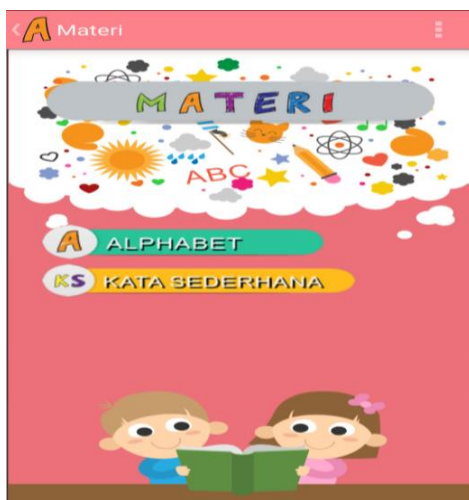 A Materi
MATERI
ABC
A ALPHABET
KS KATA SEDERHANA